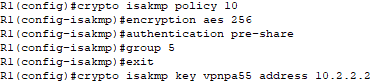 R1(config)#crypto isakmp policy 10
R1(config-isakmp)#encryption aes 256
R1(config-isakmp)#authentication pre-share
R1(config-isakmp)#group 5
R1(config-isakmp)#exit
R1(config)#crypto isakmp key vpnpa55 address 10.2.2.2